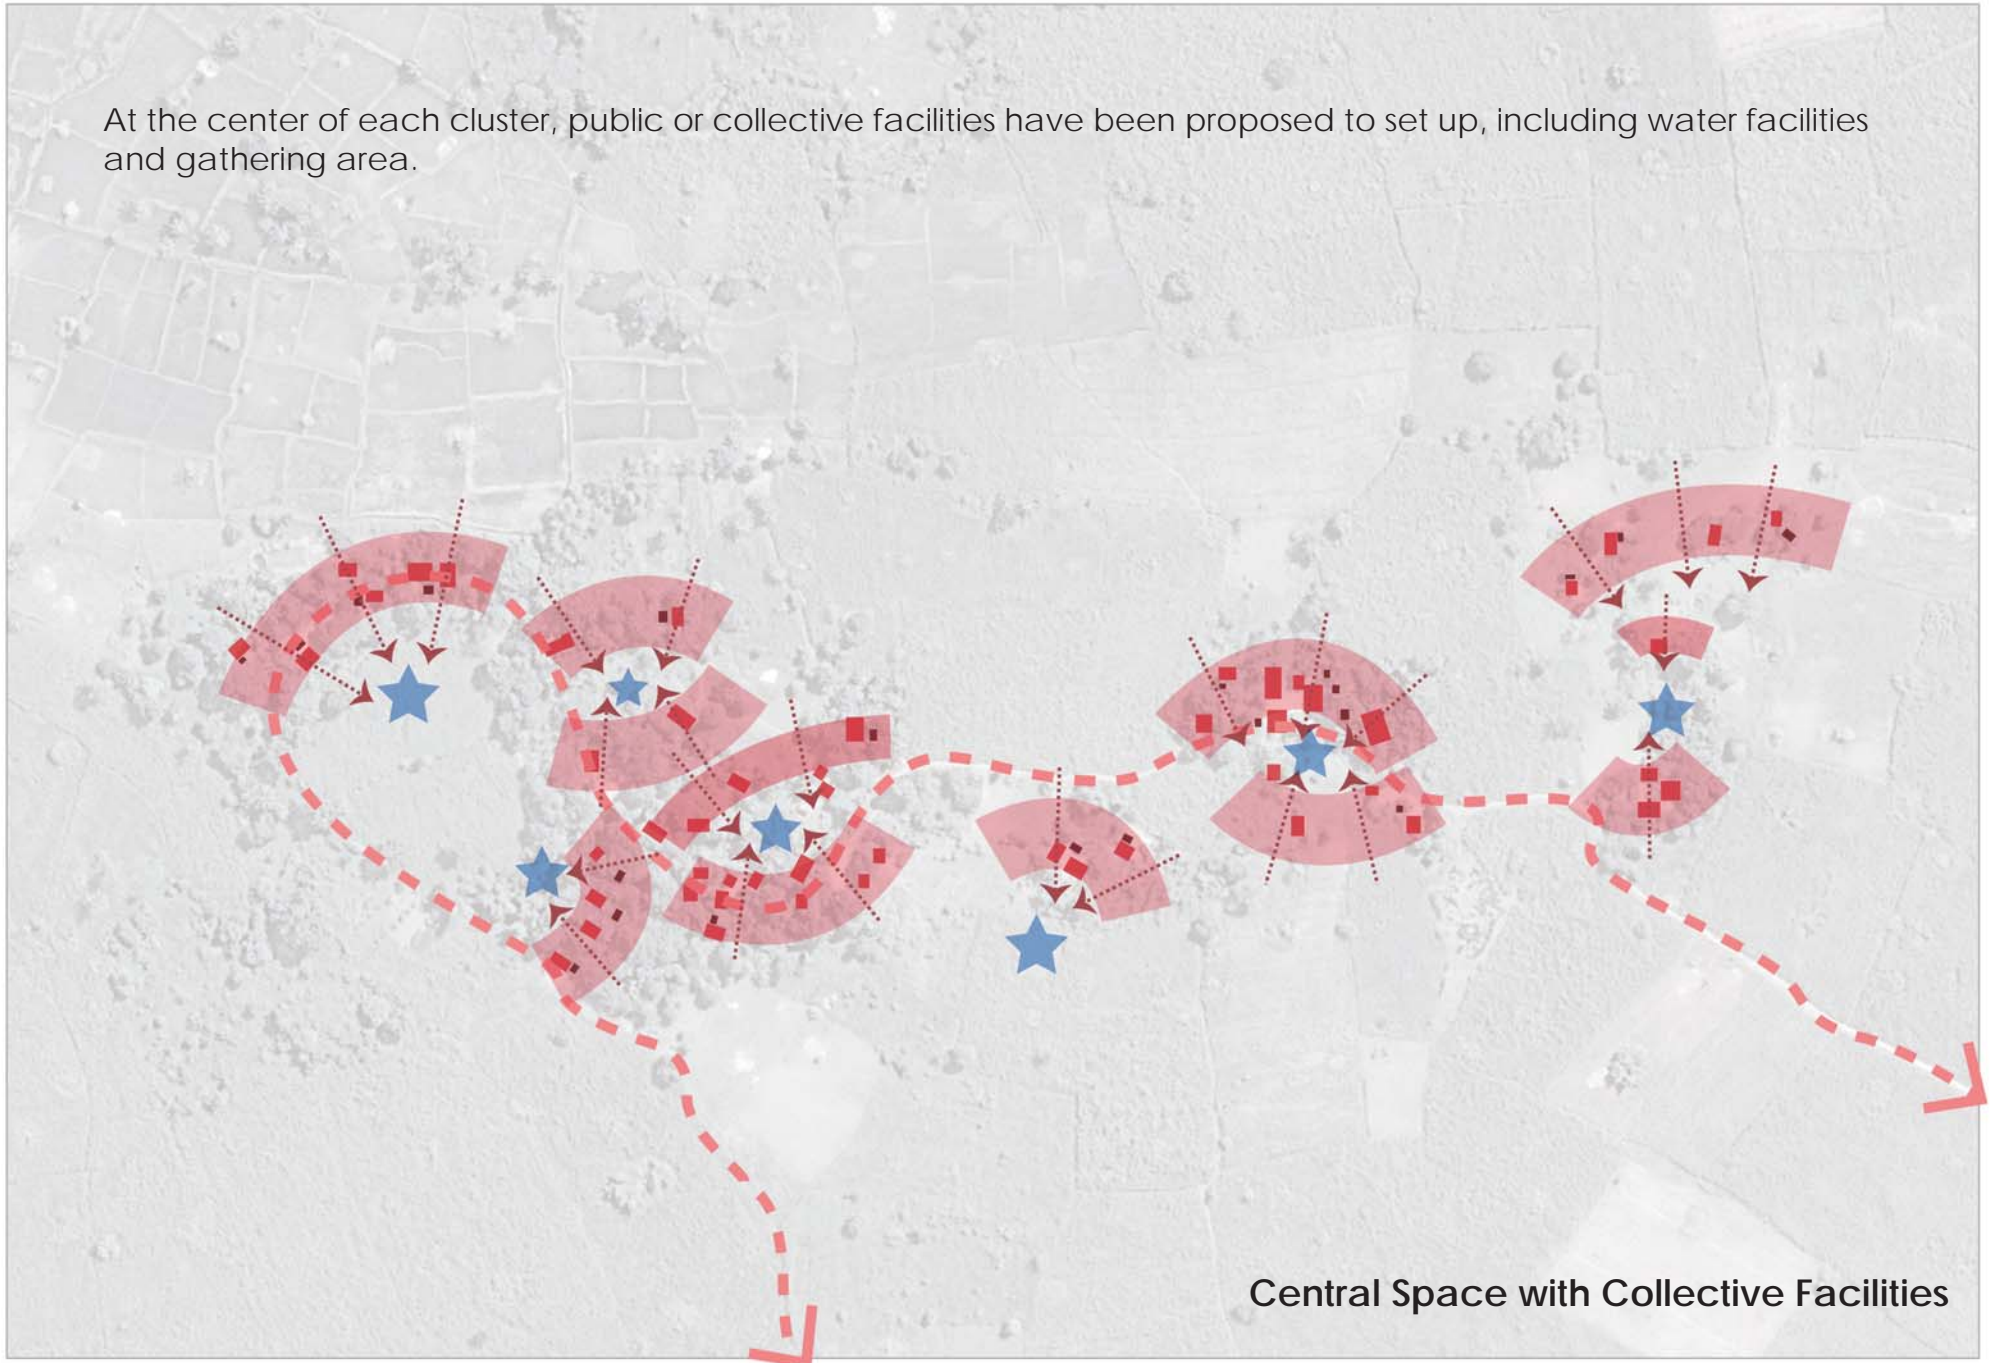 At the center of each cluster, public or collective facilities have been proposed to set up, including water facilities
and gathering area.
Central Space with Collective Facilities